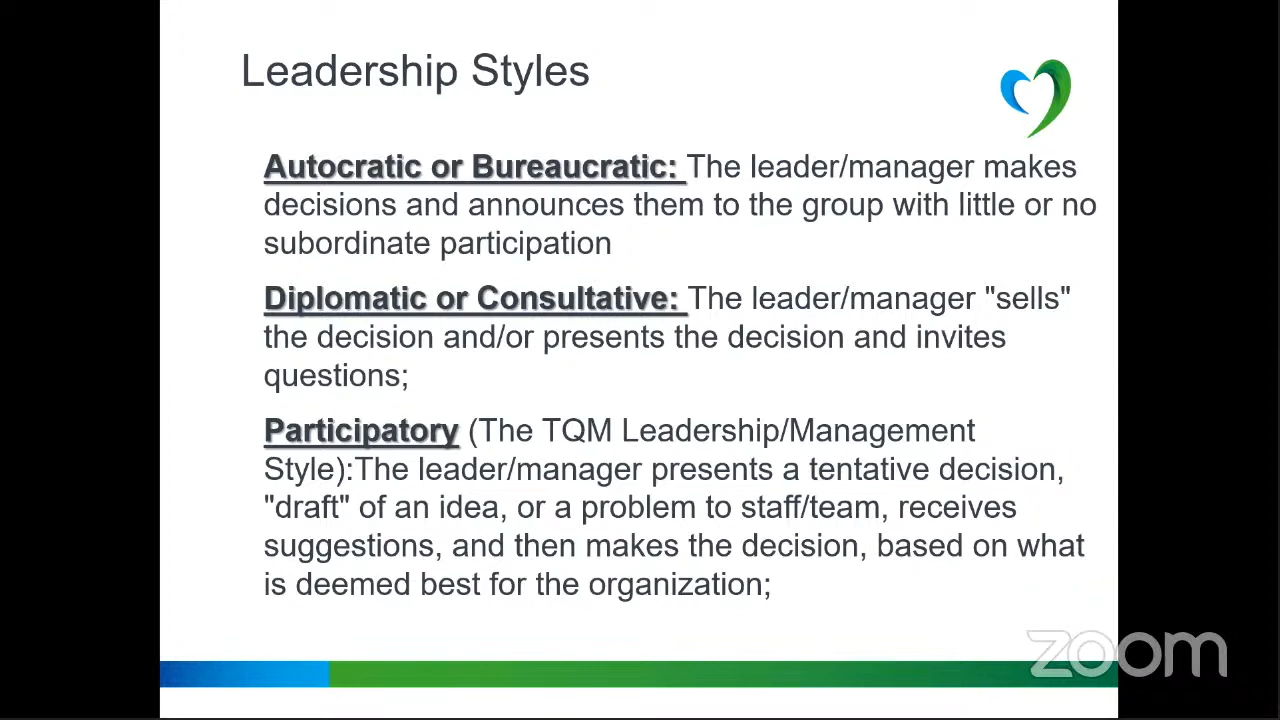 Leadership Styles
Autocratic or Bureaucratic: The leader/manager makes
decisions and announces them to the group with little or no
subordinate participation
Diplomatic or Consultative: The leader/manager "sells"
the decision and/or presents the decision and invites
questions;
Participatory (The TQM Leadership/Management
Style):The leader/manager presents a tentative decision,
"draft" of an idea, or a problem to staff/team, receives
suggestions, and then makes the decision, based on what
is deemed best for the organization;
zoom